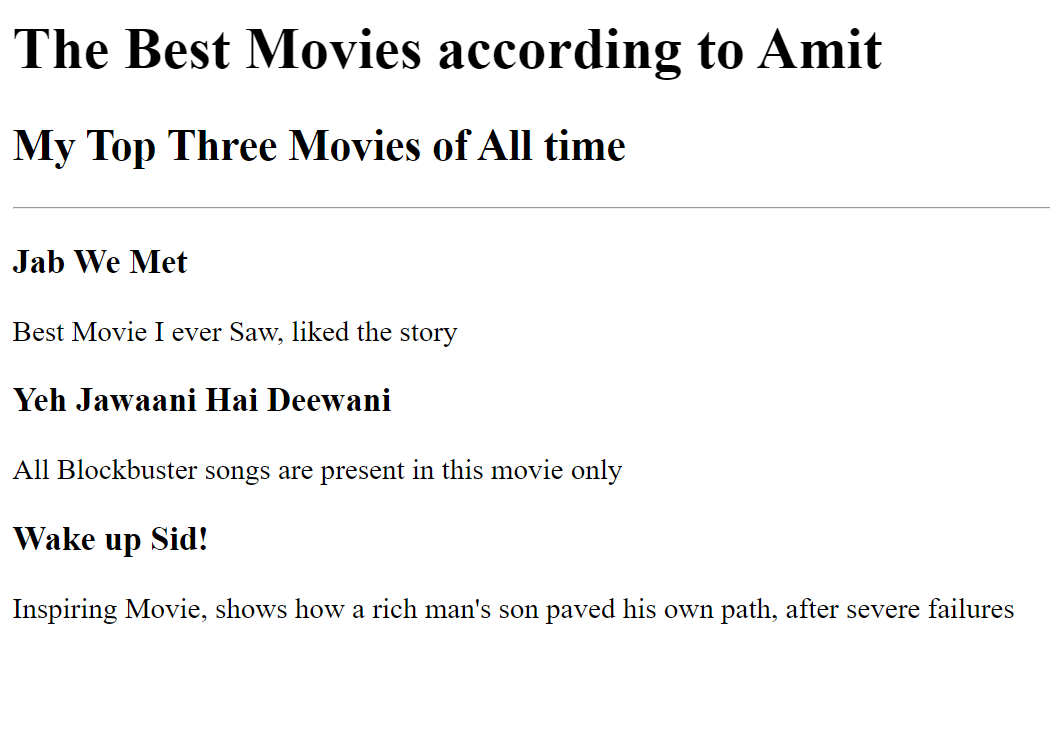 The Best Movies according to Amit
My Top Three Movies of All time
Jab We Met
Best Movie I ever Saw, liked the story
Yeh Jawaani Hai Deewani
All Blockbuster songs are present in this movie only
Wake up Sid!
Inspiring Movie, shows how a rich man's son paved his own path, after severe failures